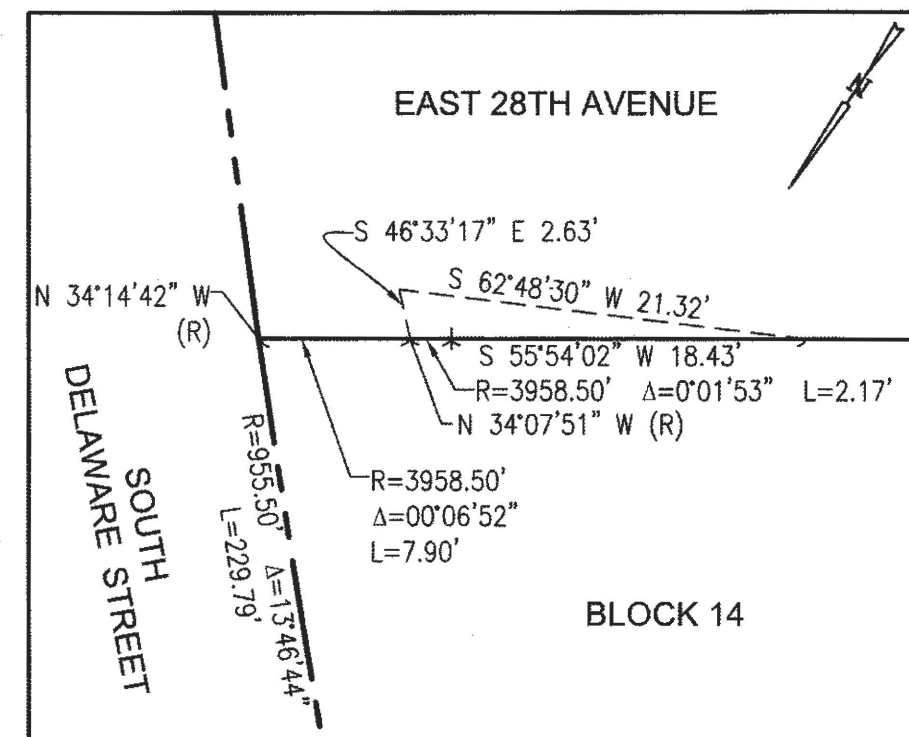 EAST 28TH AVENUE
N
S 46°33'17" E 2.63'
S 62°48'30" W 21.32'
N 34°14'42" W
(R)
S 55°54'02" W 18.43'
R=3958.50' Δ=0°01'53" L=2.17'
N 34°07'51" W (R)
R=3958.50'
Δ=00°06'52"
L=7.90'
R=955.50' Δ=13°46'44"
L=229.79'
SOUTH
DELAWARE STREET
BLOCK 14